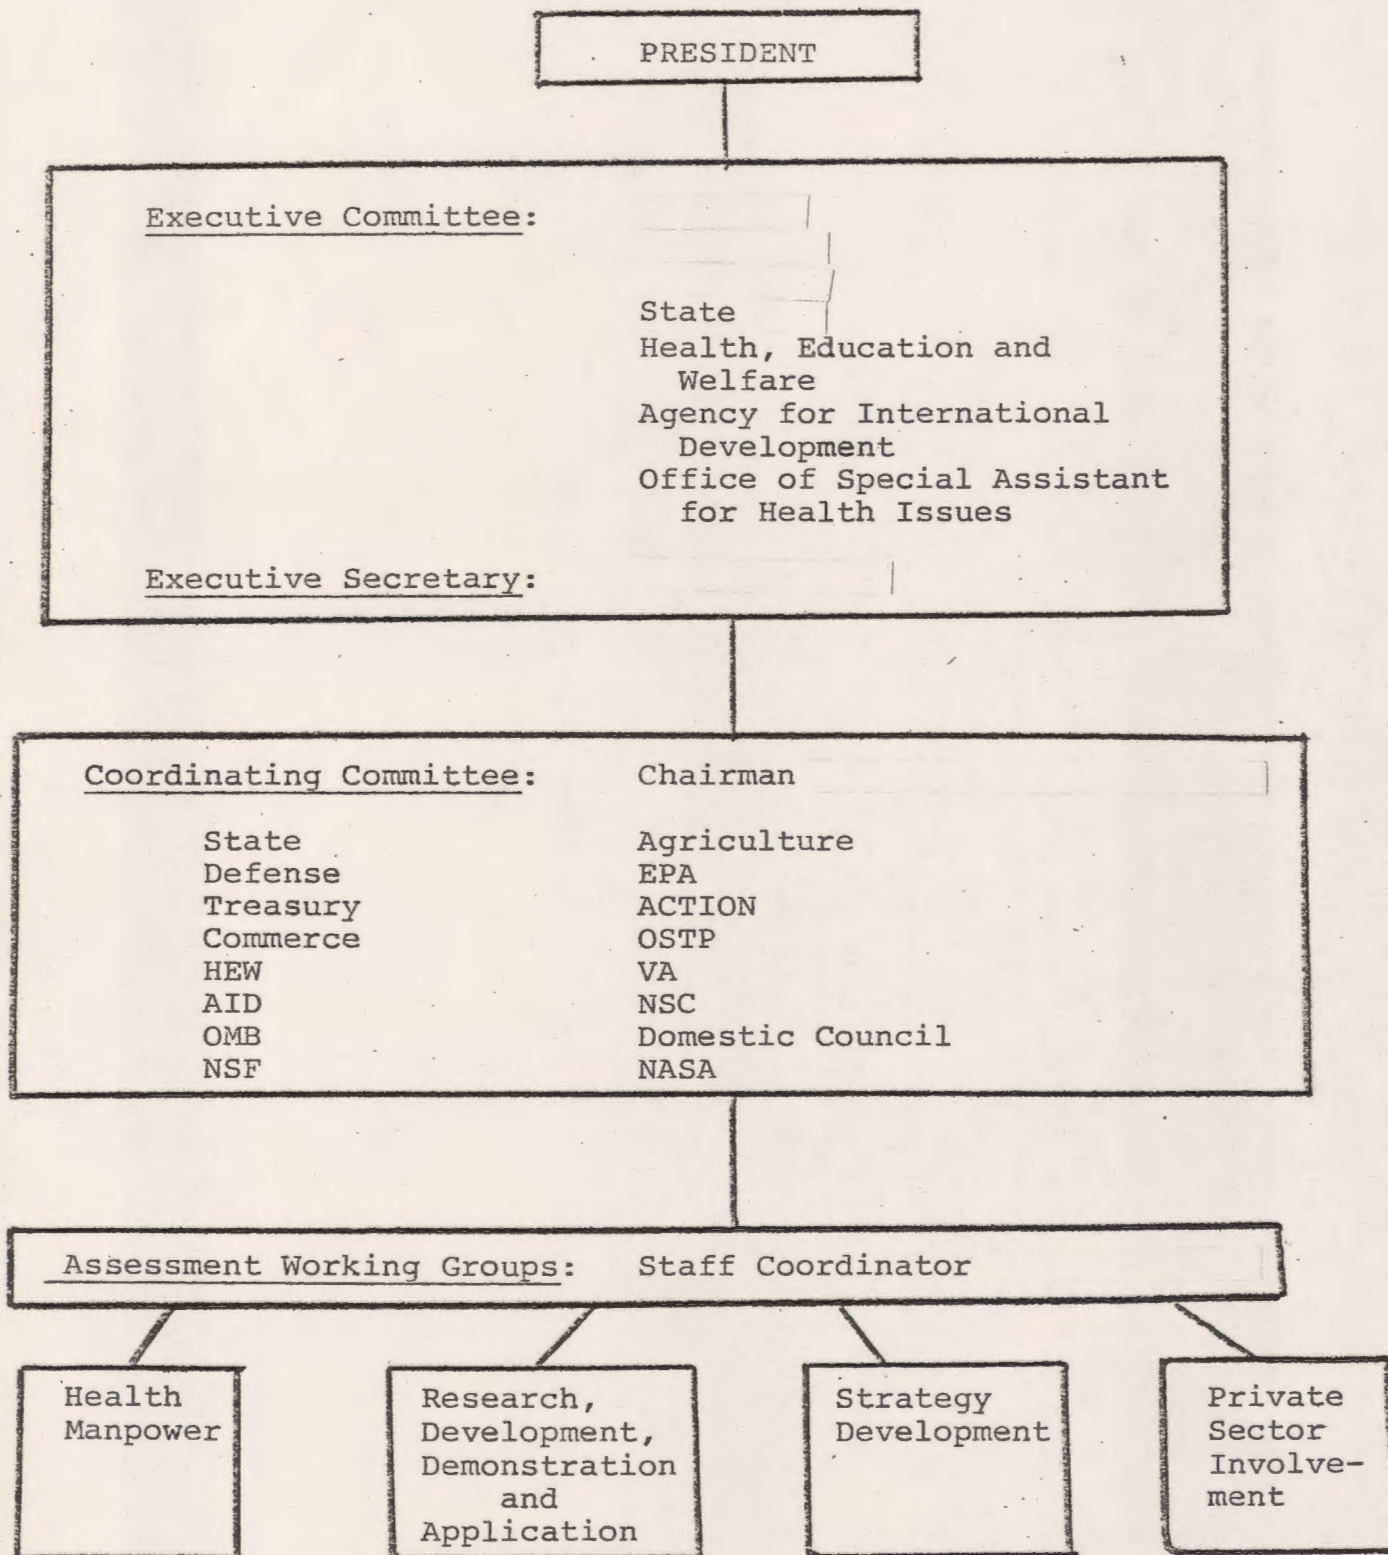 PRESIDENT
Executive Committee:
State
Health, Education and
Welfare
Agency for International
Development
Office of Special Assistant
for Health Issues
Executive Secretary:
Coordinating Committee: Chairman
State Agriculture
Defense EPA
Treasury ACTION
Commerce OSTP
HEW VA
AID NSC
OMB Domestic Council
NSF NASA
Assessment Working Groups: Staff Coordinator
Health
Manpower
Research,
Development,
Demonstration
and
Application
Strategy
Development
Private
Sector
Involve-
ment